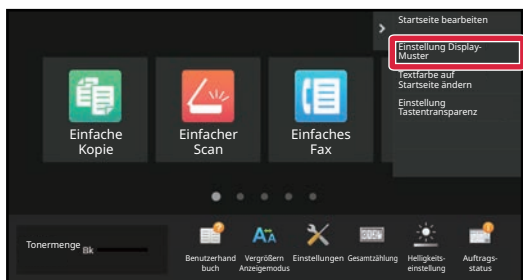 Startseite bearbeiten
Einstellung Display-
Muster
Textfarbe auf
Startseite ändern
Einstellung
Tastentransparenz
Einfache
Kopie
Einfacher
Scan
Einfaches
Fax
Tonermenge
Bk
Benutzerhand
buch
Vergrößern
Anzeigemodus
Einstellungen
Gesamtzählung
Helligkeits-
einstellung
Auftrags-
status